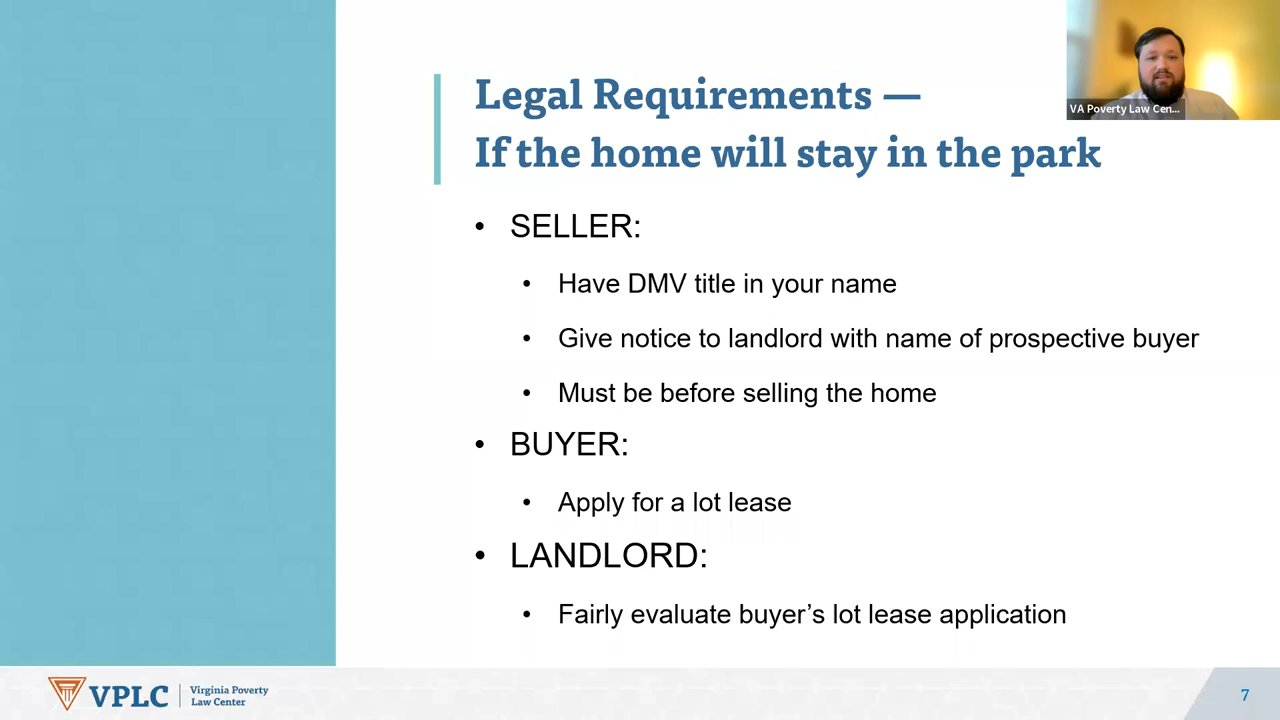 Legal Requirements —
If the home will stay in the park
VA Poverty Law Cen...
• SELLER:
• Have DMV title in your name
• Give notice to landlord with name of prospective buyer
• Must be before selling the home
• BUYER:
• Apply for a lot lease
• LANDLORD:
• Fairly evaluate buyer’s lot lease application
VPLC
Virginia Poverty
Law Center
7